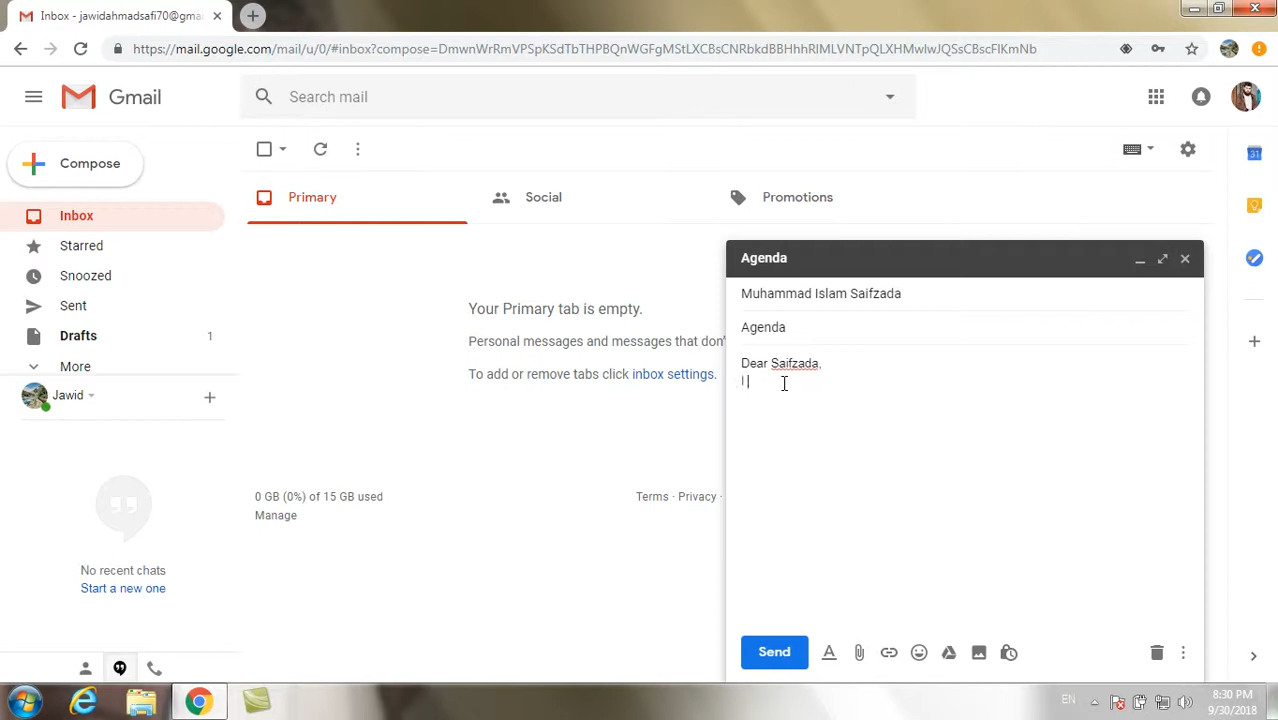 Inbox - jawidahmadsafi70@gma
https://mail.google.com/mail/u/0/#inbox?compose=DmwnWrRmVPSpKSdTbTHPBQnWGFgMStLXCBsCNRbkdBBHhhRlMLVNTpQLXHMwlwJQSsCBscFlKmNb
Gmail
Search mail
Compose
Inbox
Starred
Snoozed
Sent
Drafts 1
More
Jawid
No recent chats
Start a new one
Primary
Social
Promotions
Your Primary tab is empty.
Personal messages and messages that don'
To add or remove tabs click inbox settings.
0 GB (0%) of 15 GB used
Manage
Terms · Privacy ·
Agenda
Muhammad Islam Saifzada
Agenda
Dear Saifzada,
I
Send
31
EN
8:30 PM
9/30/2018